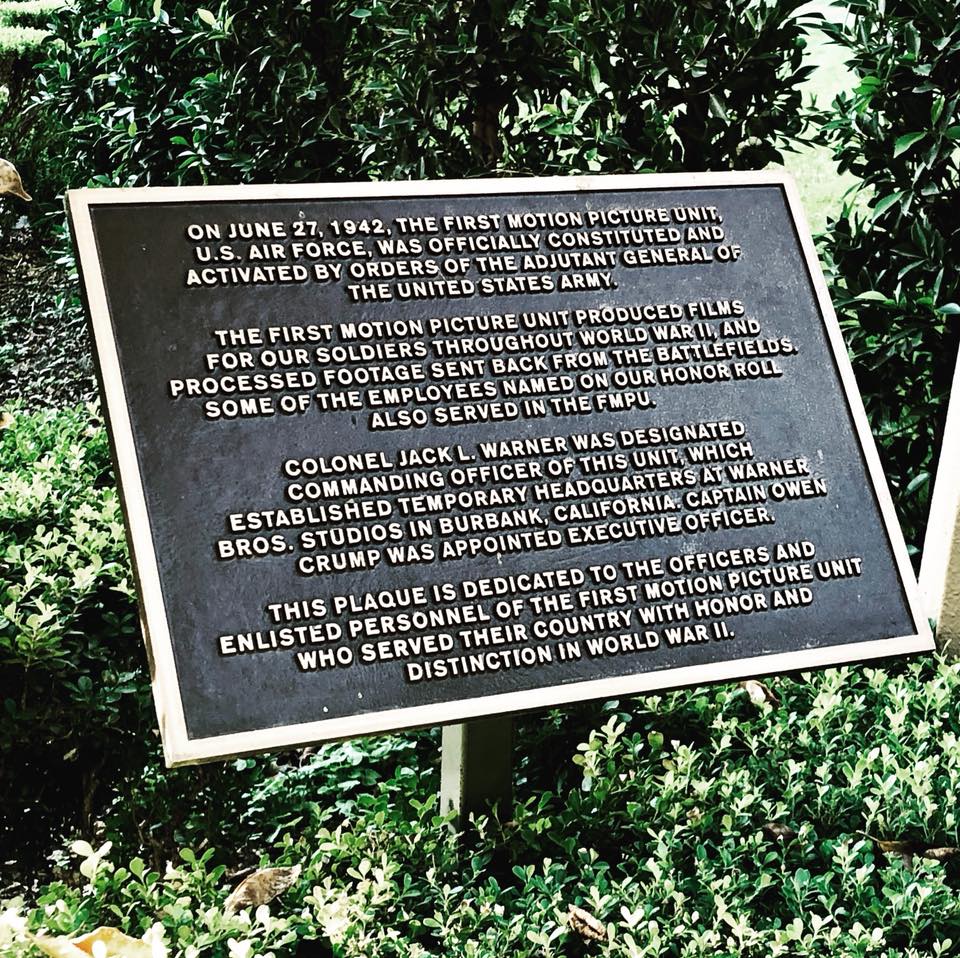 ON JUNE 27, 1942, THE FIRST MOTION PICTURE UNIT,
U.S. AIR FORCE, WAS OFFICIALLY CONSTITUTED AND
ACTIVATED BY ORDERS OF THE ADJUTANT GENERAL OF
THE UNITED STATES ARMY.
THE FIRST MOTION PICTURE UNIT PRODUCED FILMS
FOR OUR SOLDIERS THROUGHOUT WORLD WAR II, AND
PROCESSED FOOTAGE SENT BACK FROM THE BATTLEFIELDS.
SOME OF THE EMPLOYEES NAMED ON OUR HONOR ROLL
ALSO SERVED IN THE FMPU.
COLONEL JACK L. WARNER WAS DESIGNATED
COMMANDING OFFICER OF THIS UNIT, WHICH
ESTABLISHED TEMPORARY HEADQUARTERS AT WARNER
BROS. STUDIOS IN BURBANK, CALIFORNIA. CAPTAIN OWEN
CRUMP WAS APPOINTED EXECUTIVE OFFICER.
THIS PLAQUE IS DEDICATED TO THE OFFICERS AND
ENLISTED PERSONNEL OF THE FIRST MOTION PICTURE UNIT
WHO SERVED THEIR COUNTRY WITH HONOR AND
DISTINCTION IN WORLD WAR II.